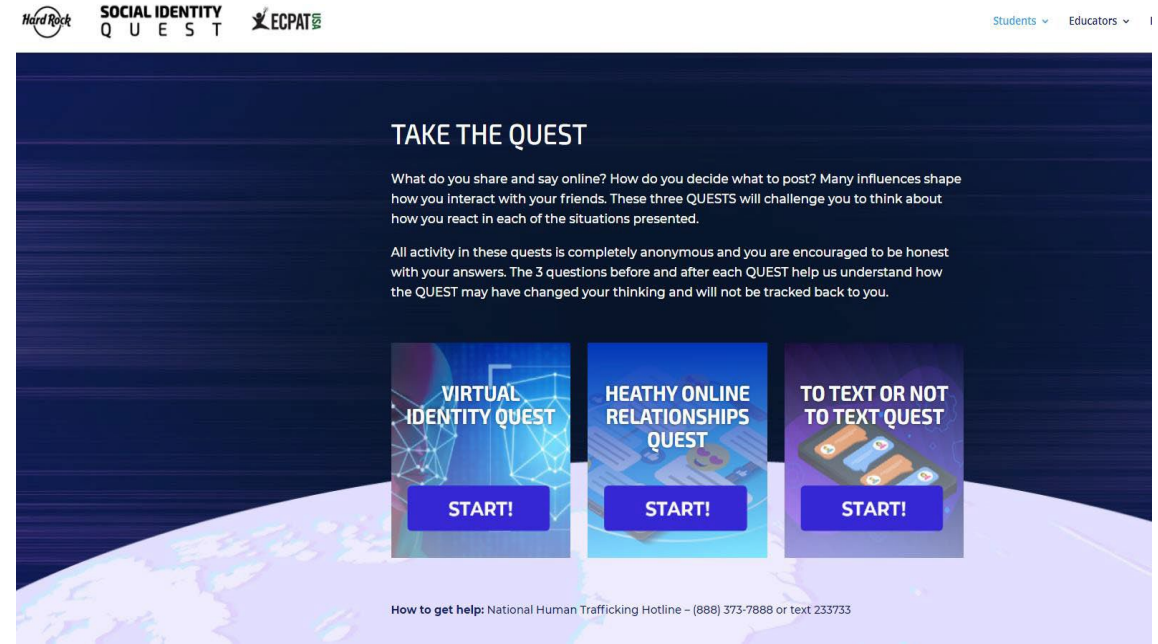 Hard Rock
SOCIAL IDENTITY
QUEST
ECPAT USA
Students
Educators
TAKE THE QUEST
What do you share and say online? How do you decide what to post? Many influences shape
how you interact with your friends. These three QUESTS will challenge you to think about
how you react in each of the situations presented.
All activity in these quests is completely anonymous and you are encouraged to be honest
with your answers. The 3 questions before and after each QUEST help us understand how
the QUEST may have changed your thinking and will not be tracked back to you.
VIRTUAL
IDENTITY QUEST
START!
HEATHY ONLINE
RELATIONSHIPS
QUEST
START!
TO TEXT OR NOT
TO TEXT QUEST
START!
How to get help: National Human Trafficking Hotline – (888) 373-7888 or text 233733